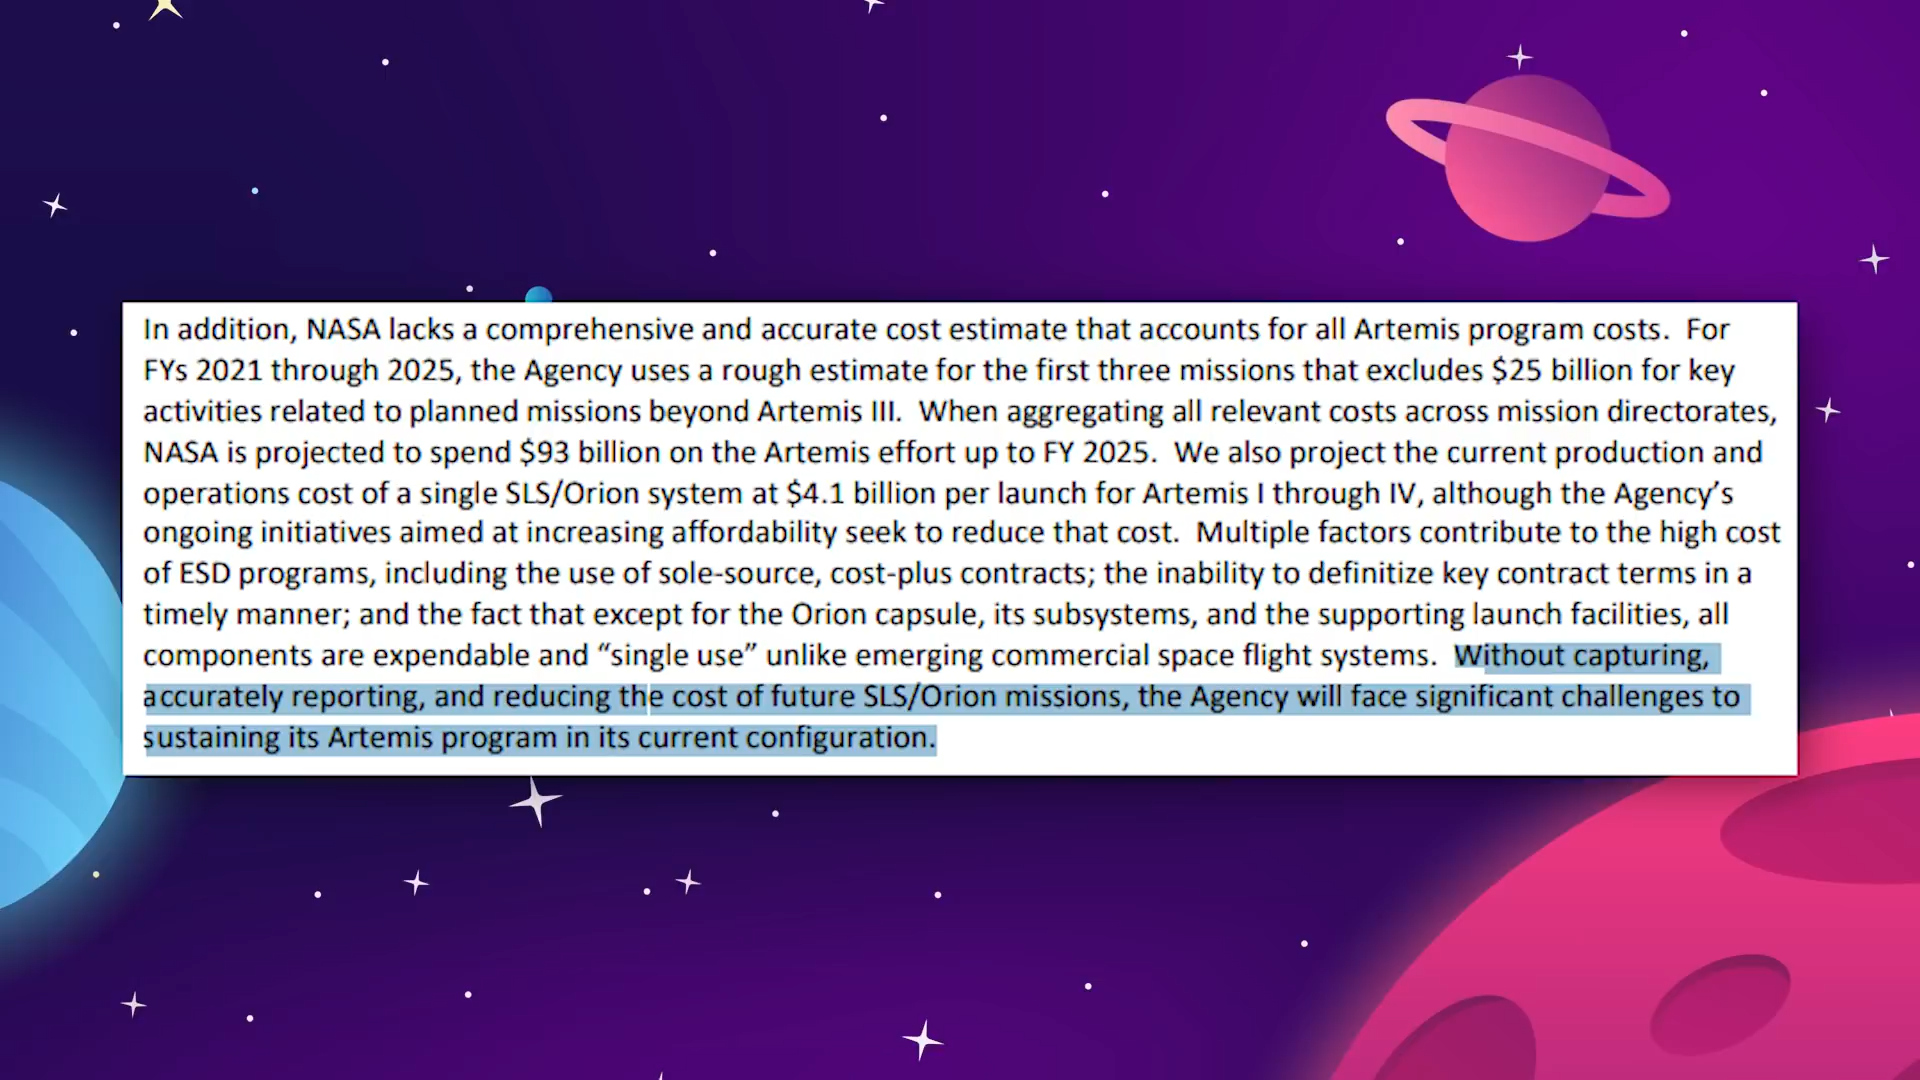 In addition, NASA lacks a comprehensive and accurate cost estimate that accounts for all Artemis program costs.  For
FYs 2021 through 2025, the Agency uses a rough estimate for the first three missions that excludes $25 billion for key
activities related to planned missions beyond Artemis III.  When aggregating all relevant costs across mission directorates,
NASA is projected to spend $93 billion on the Artemis effort up to FY 2025.  We also project the current production and
operations cost of a single SLS/Orion system at $4.1 billion per launch for Artemis I through IV, although the Agency’s
ongoing initiatives aimed at increasing affordability seek to reduce that cost.  Multiple factors contribute to the high cost
of ESD programs, including the use of sole-source, cost-plus contracts; the inability to definitize key contract terms in a
timely manner; and the fact that except for the Orion capsule, its subsystems, and the supporting launch facilities, all
components are expendable and “single use” unlike emerging commercial space flight systems.  Without capturing,
accurately reporting, and reducing the cost of future SLS/Orion missions, the Agency will face significant challenges to
sustaining its Artemis program in its current configuration.